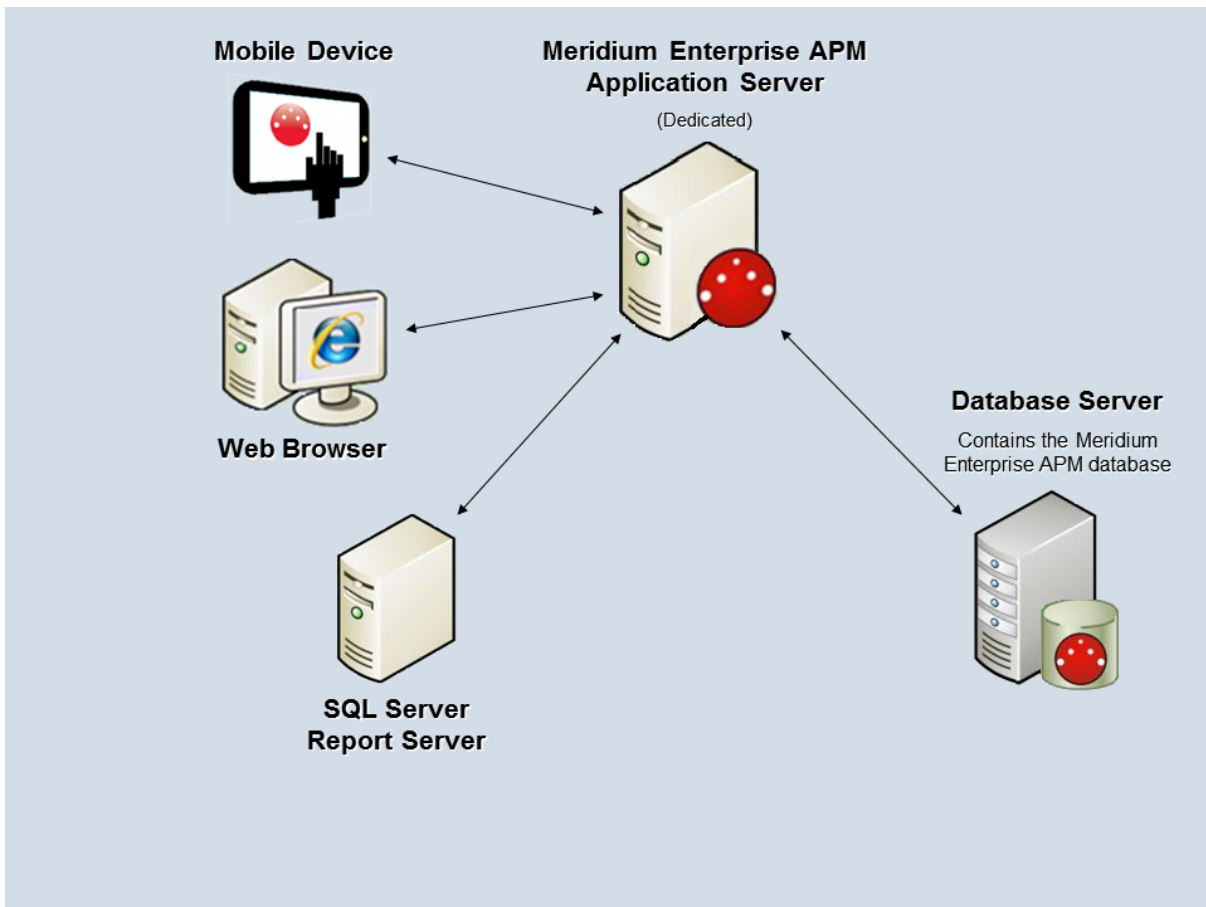 Mobile Device
Meridium Enterprise APM
Application Server
(Dedicated)
Web Browser
Database Server
Contains the Meridium
Enterprise APM database
SQL Server
Report Server